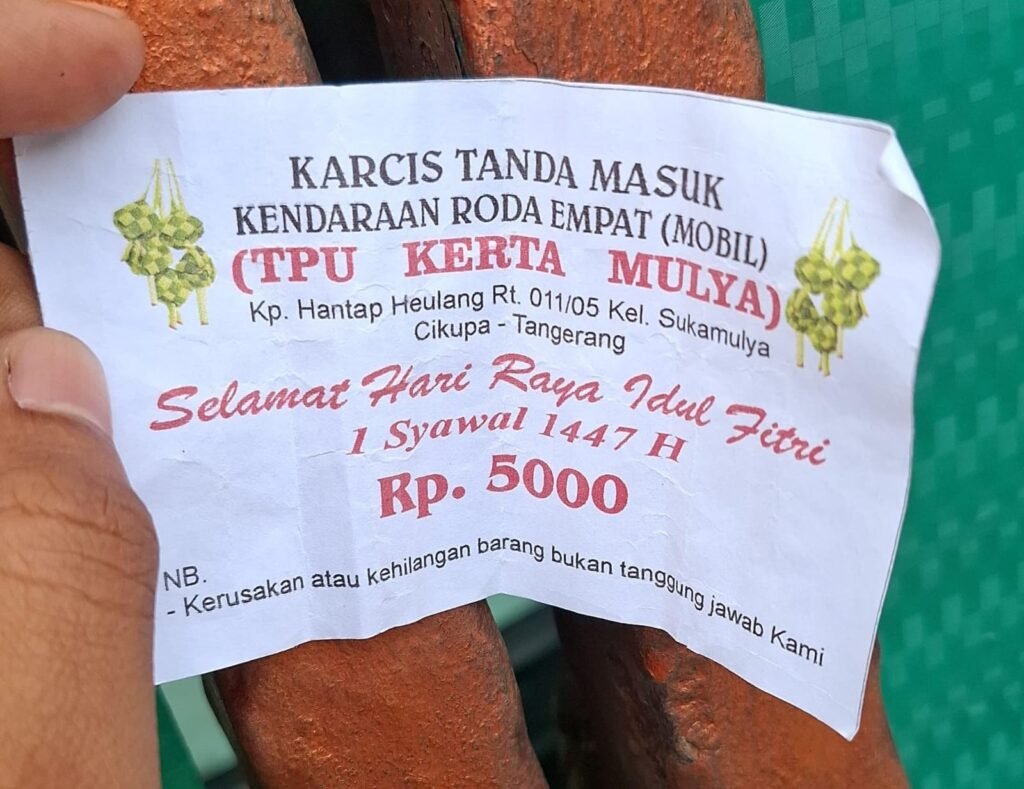 KARCIS TANDA MASUK
KENDARAAN RODA EMPAT (MOBIL)
(TPU KERTA MULYA)
Kp. Hantap Heulang Rt. 011/05 Kel. Sukamulya
Cikupa - Tangerang
Selamat Hari Raya Idul Fitri
1 Syawal 1447 H
Rp. 5000
NB.
- Kerusakan atau kehilangan barang bukan tanggung jawab Kami